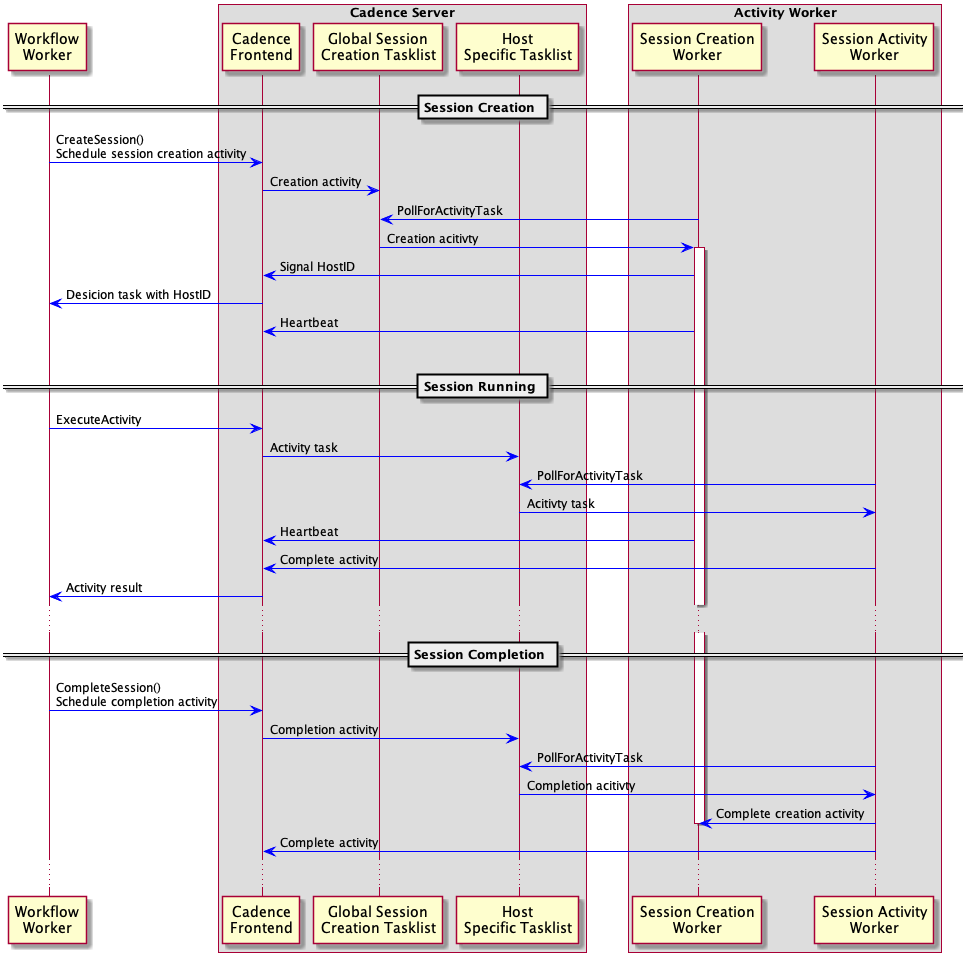 Cadence Server
Activity Worker
Workflow
Worker
Cadence
Frontend
Global Session
Creation Tasklist
Host
Specific Tasklist
Session Creation
Worker
Session Activity
Worker
Session Creation
CreateSession()
Schedule session creation activity
Creation activity
PollForActivityTask
Creation acitivty
Signal HostID
Desicion task with HostID
Heartbeat
Session Running
ExecuteActivity
Activity task
PollForActivityTask
Acitivty task
Heartbeat
Complete activity
Activity result
Session Completion
CompleteSession()
Schedule completion activity
Completion activity
PollForActivityTask
Completion acitivty
Complete creation activity
Complete activity
Workflow
Worker
Cadence
Frontend
Global Session
Creation Tasklist
Host
Specific Tasklist
Session Creation
Worker
Session Activity
Worker